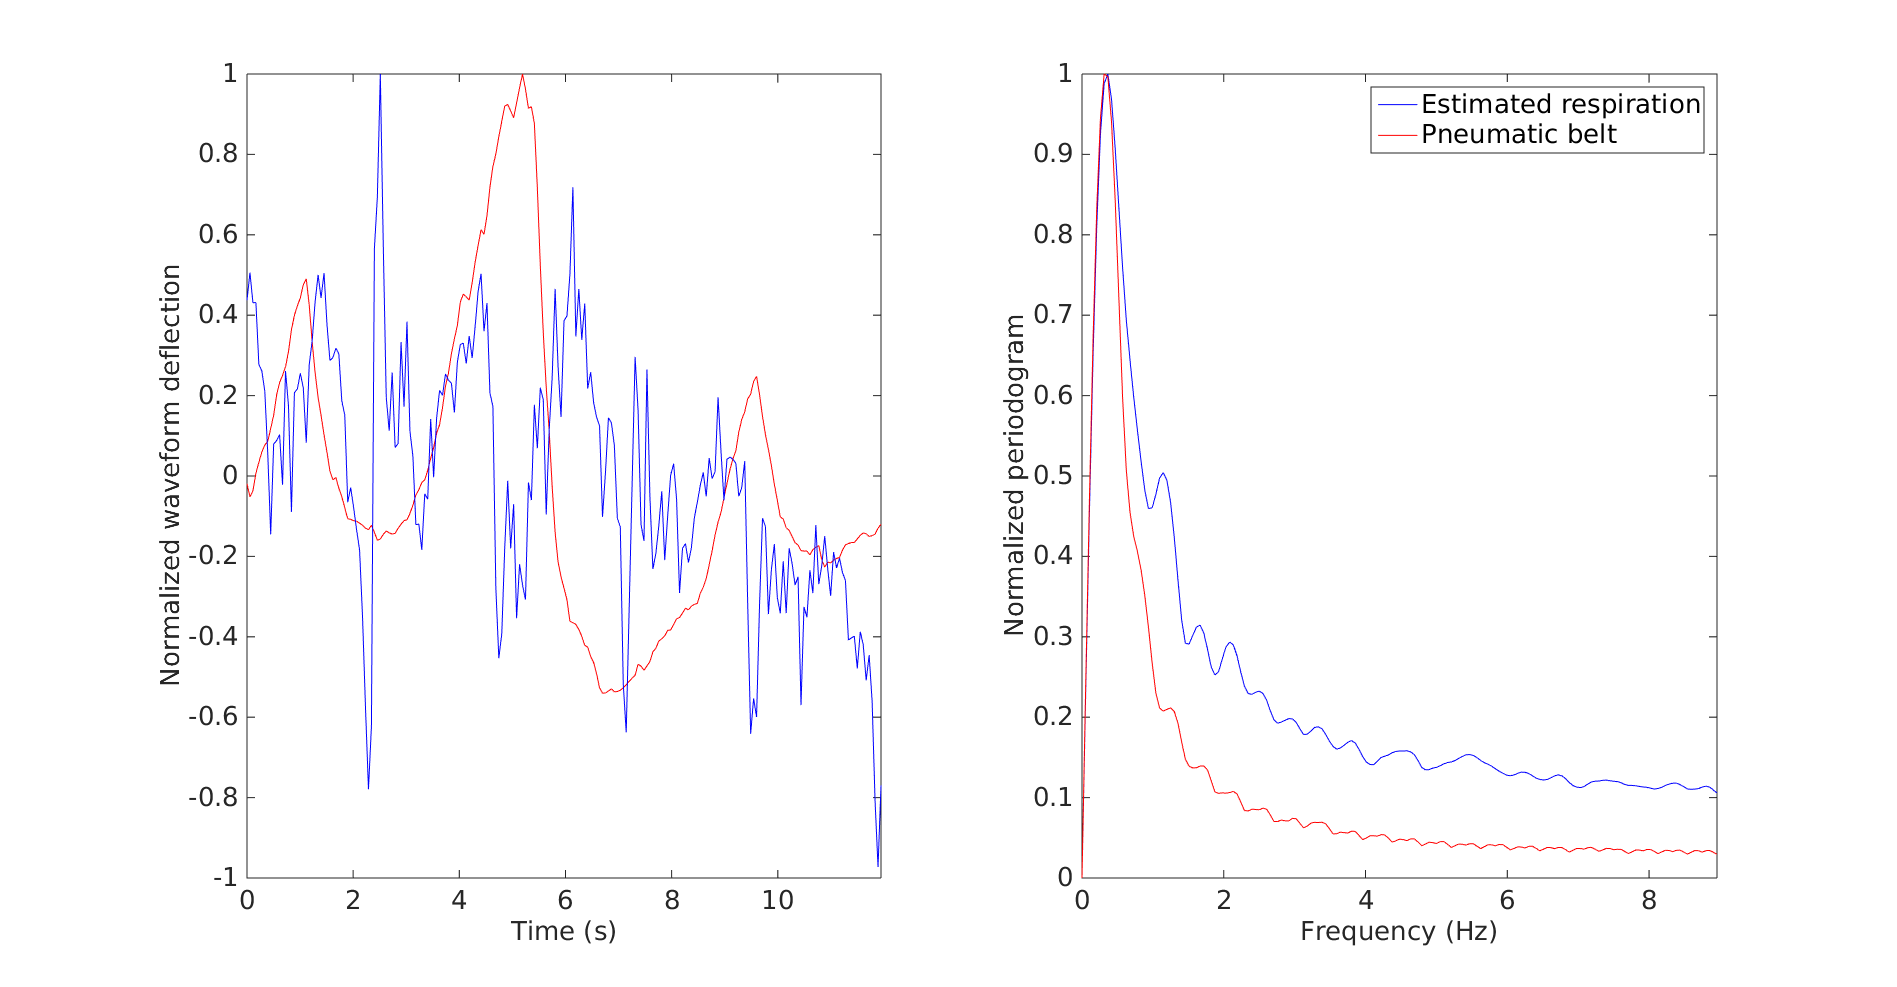 Normalized waveform deflection
1
0.8
0.6
0.4
0.2
0
-0.2
-0.4
-0.6
-0.8
-1
0 2 4 6 8 10
Time (s)
Normalized periodogram
1
0.9
0.8
0.7
0.6
0.5
0.4
0.3
0.2
0.1
0
0 2 4 6 8
Frequency (Hz)
Estimated respiration
Pneumatic belt